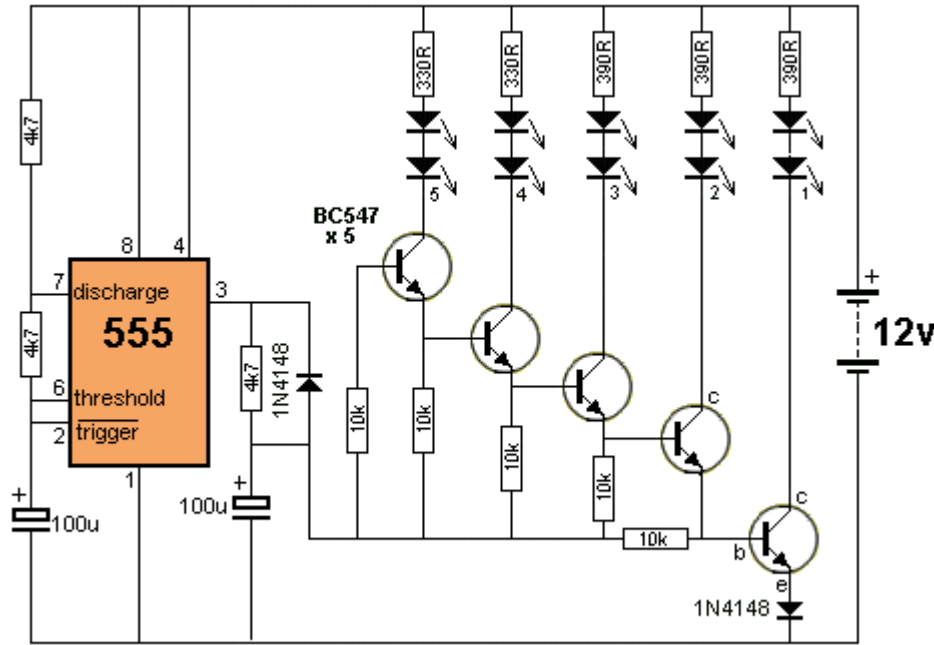 330R
330R
390R
390R
390R
4k7
5
4
3
2
1
BC547
x 5
8
4
7
discharge
3
+
555
12v
4k7
4k7
1N4148
6
threshold
2
trigger
10k
10k
10k
10k
c
1
+
100u
+
100u
10k
b
c
e
1N4148